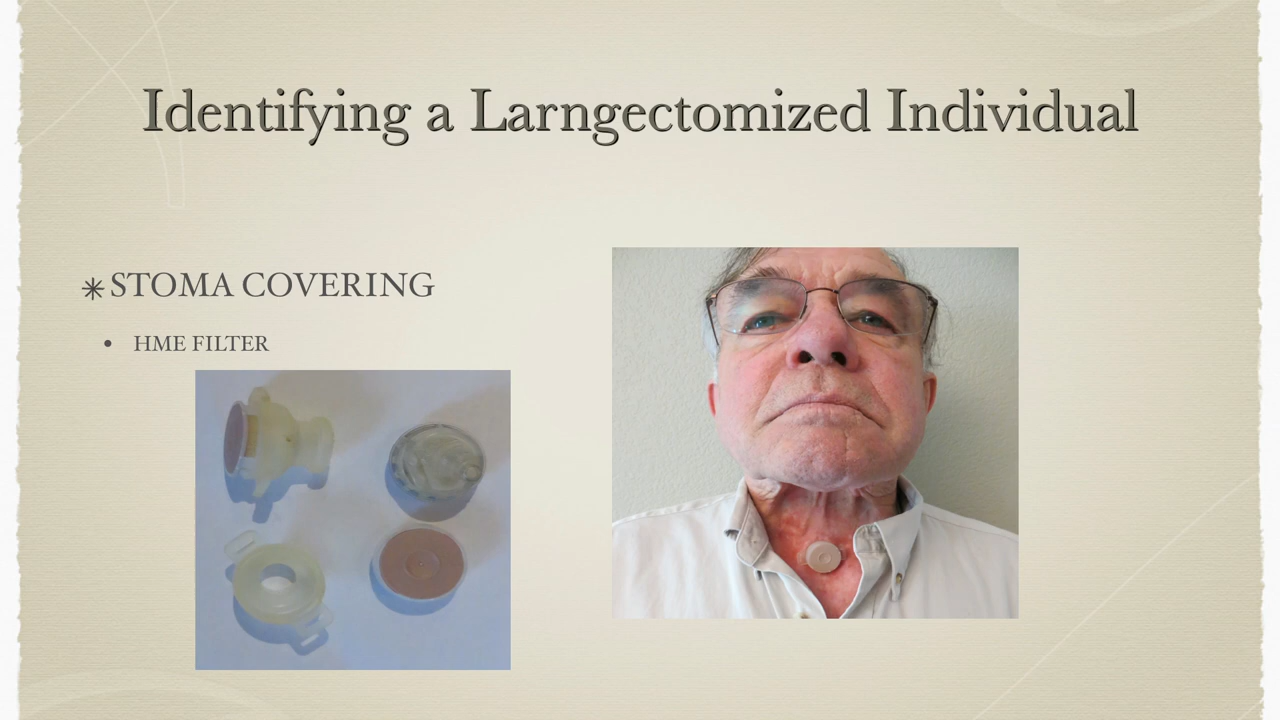 Identifying a Larngectomized Individual
STOMA COVERING
• HME FILTER